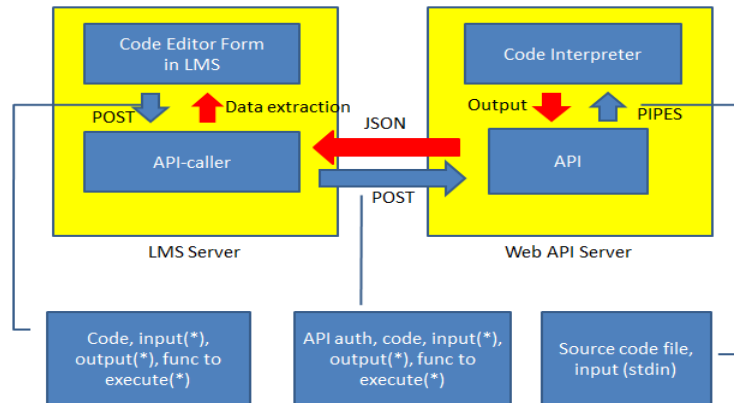 Code Editor Form
in LMS
POST
Data extraction
API-caller
LMS Server
JSON
POST
Code Interpreter
Output
PIPES
API
Web API Server
Code, input(*),
output(*), func to
execute(*)
API auth, code, input(*),
output(*), func to
execute(*)
Source code file,
input (stdin)